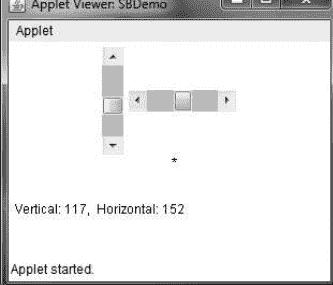 Applet Viewer: SBDemo
Applet
*
Vertical: 117, Horizontal: 152
Applet started.